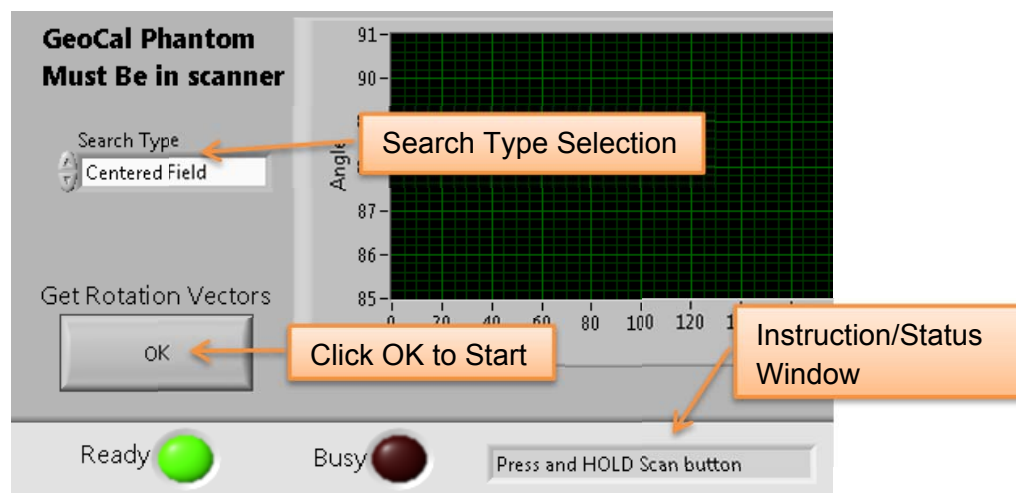 GeoCal Phantom
Must Be in scanner
Search Type
Centered Field
Get Rotation Vectors
OK
91
90
87
86
85
Angle
0 20 40 60 80 100 120
Search Type Selection
Click OK to Start
Instruction/Status
Window
Ready
Busy
Press and HOLD Scan button